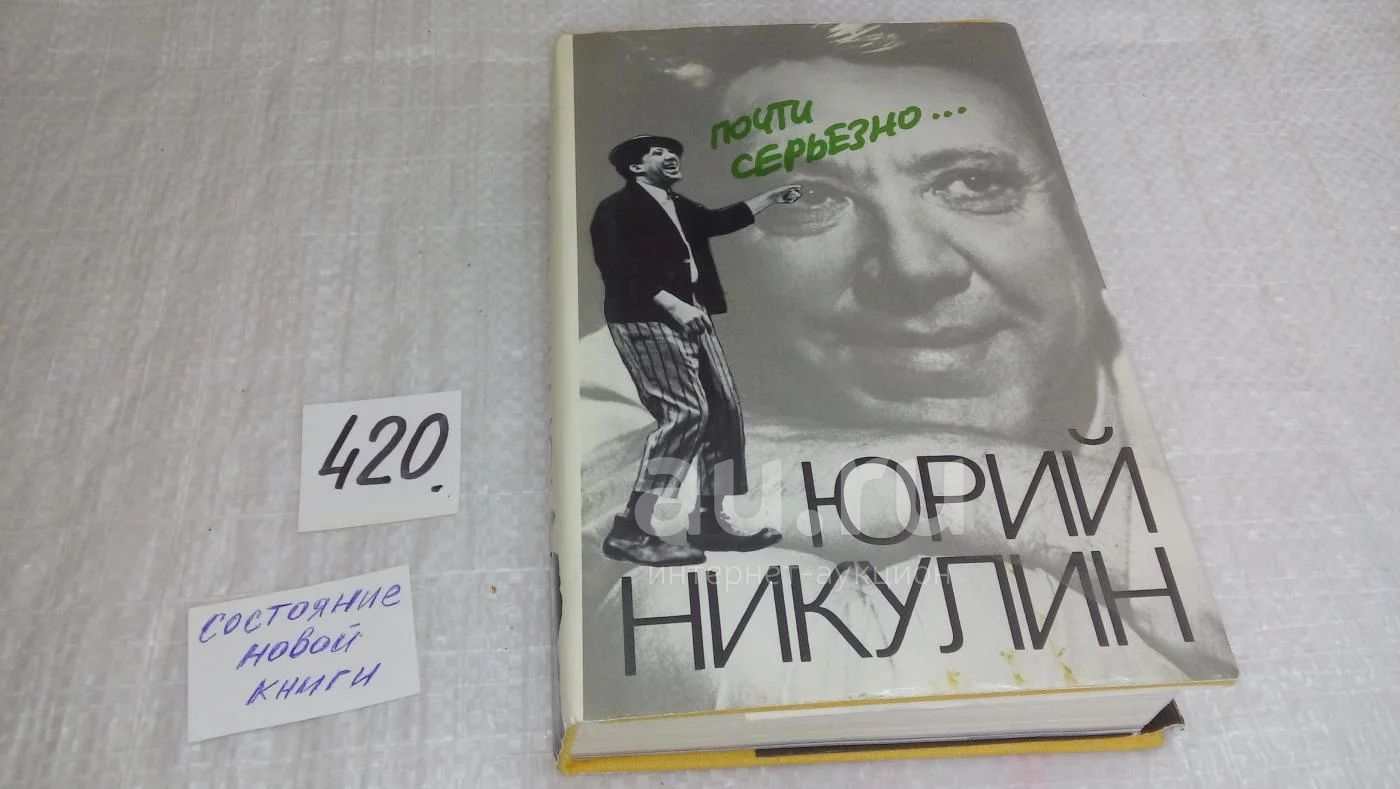 почти
серьезно...
ЮРИЙ
НИКУЛИН
au.ru
интернет-аукцион
420.
состояние
новой
книги